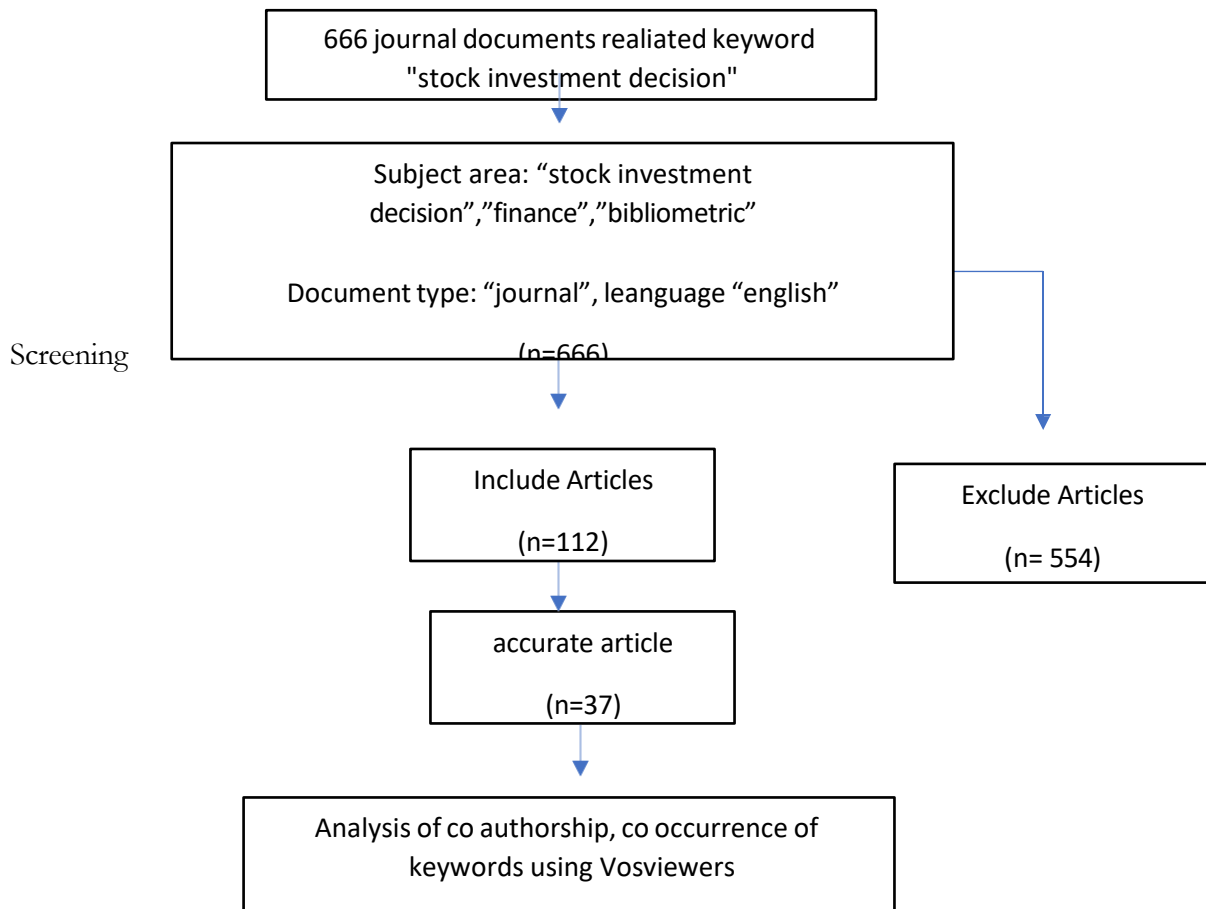 666 journal documents realiated keyword
"stock investment decision"
Subject area: “stock investment
decision”,”finance”,”bibliometric”
Document type: “journal”, leanguage “english”
(n=666)
Screening
Include Articles
(n=112)
Exclude Articles
(n= 554)
accurate article
(n=37)
Analysis of co authorship, co occurrence of
keywords using Vosviewers